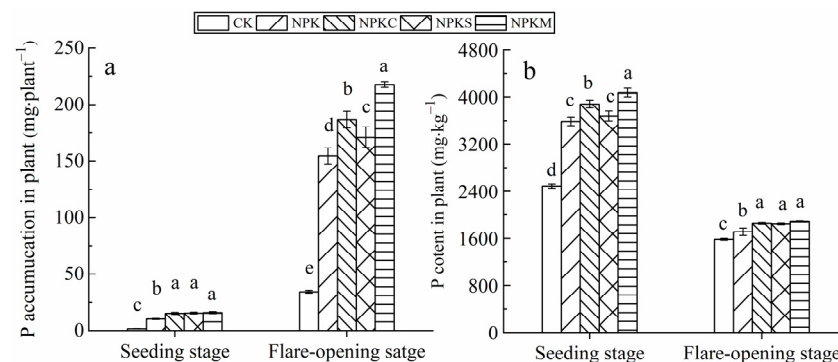 CK NPK NPKC NPKS NPKM
a
P accumucation in plant (mg·plant⁻¹)
250
200
150
100
50
0
c b a a a
e d b c a
Seeding stage Flare-opening satge
b
P cotent in plant (mg·kg⁻¹)
4800
4000
3200
2400
1600
0
d c b c a
c b a a a
Seeding stage Flare-opening stage